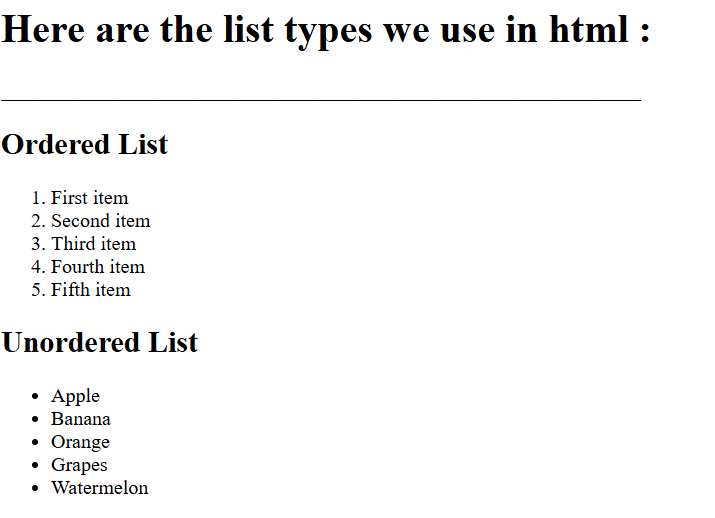 Here are the list types we use in html :
Ordered List
1. First item
2. Second item
3. Third item
4. Fourth item
5. Fifth item
Unordered List
• Apple
• Banana
• Orange
• Grapes
• Watermelon